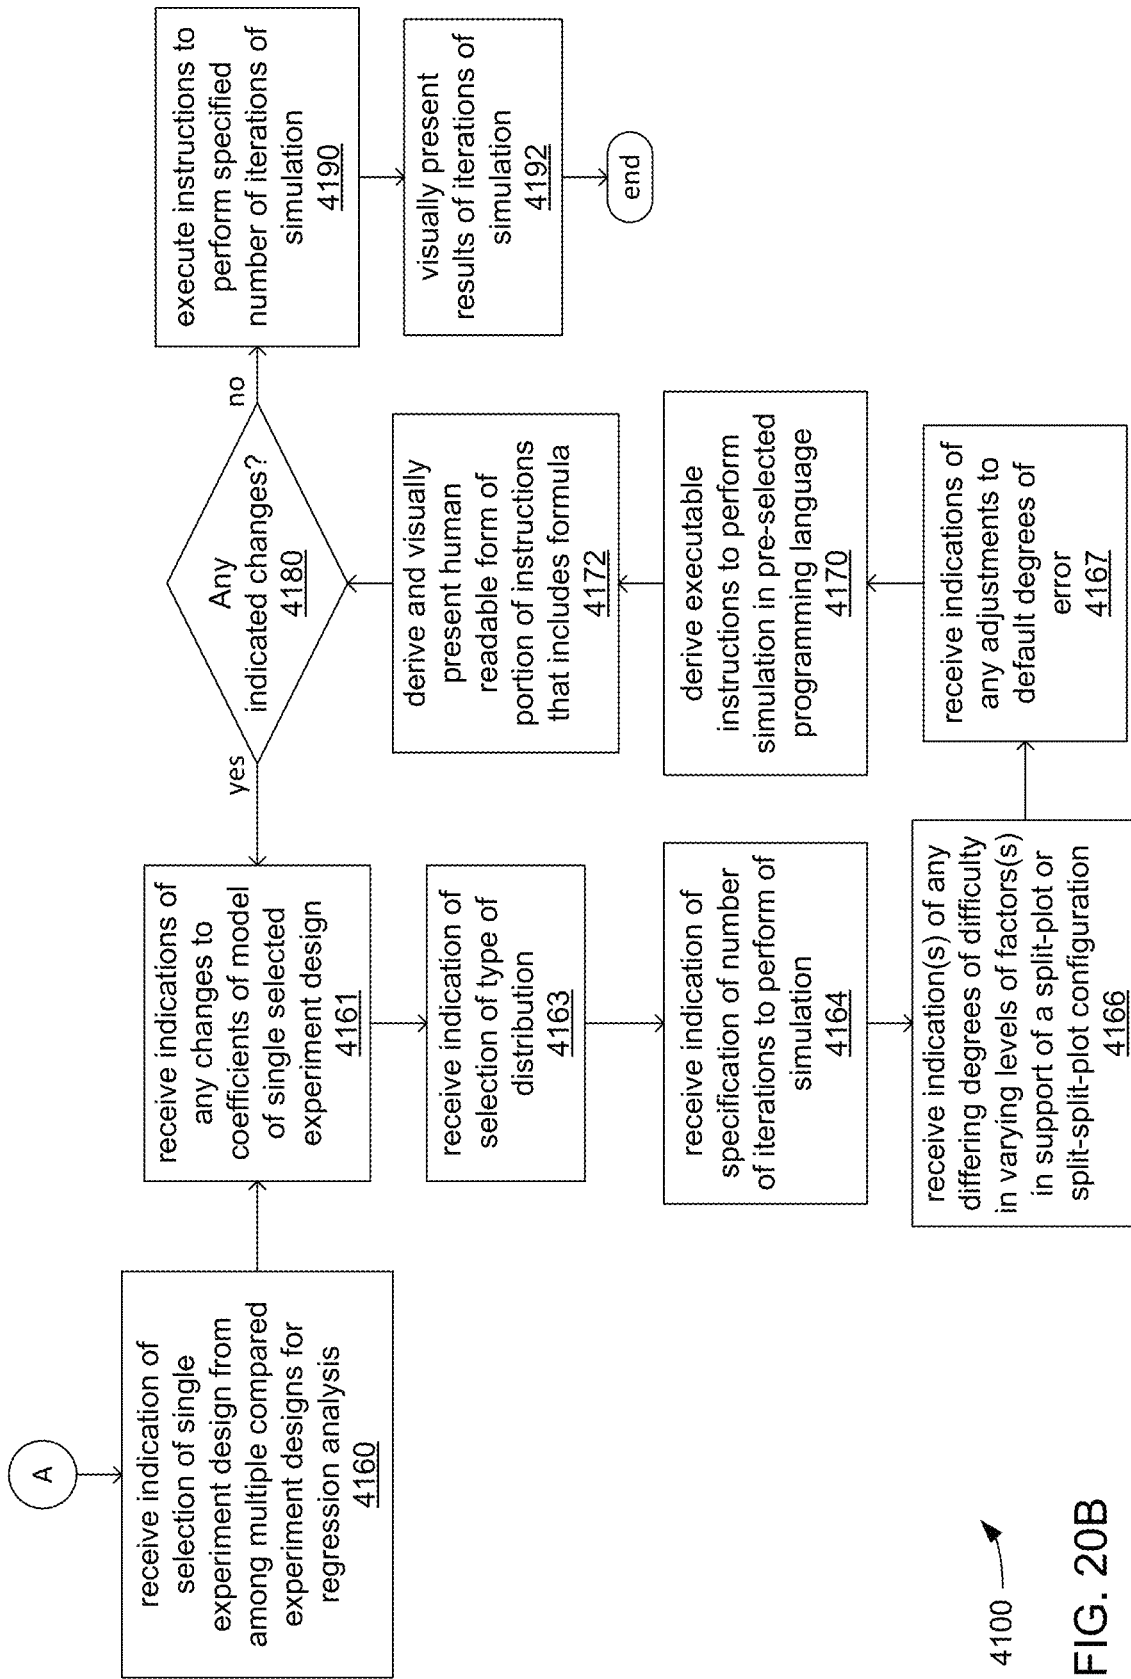 A
receive indication of
selection of single
experiment design from
among multiple compared
experiment designs for
regression analysis
4160
receive indications of
any changes to
coefficients of model
of single selected
experiment design
4161
receive indication of
selection of type of
distribution
4163
receive indication of
specification of number
of iterations to perform of
simulation
4164
receive indication(s) of any
differing degrees of difficulty
in varying levels of factors(s)
in support of a split-plot or
split-split-plot configuration
4166
receive indications of
any adjustments to
default degrees of
error
4167
derive executable
instructions to perform
simulation in pre-selected
programming language
4170
derive and visually
present human
readable form of
portion of instructions
that includes formula
4172
Any
indicated changes?
4180
yes
no
execute instructions to
perform specified
number of iterations of
simulation
4190
visually present
results of iterations of
simulation
4192
end
4100
FIG. 20B